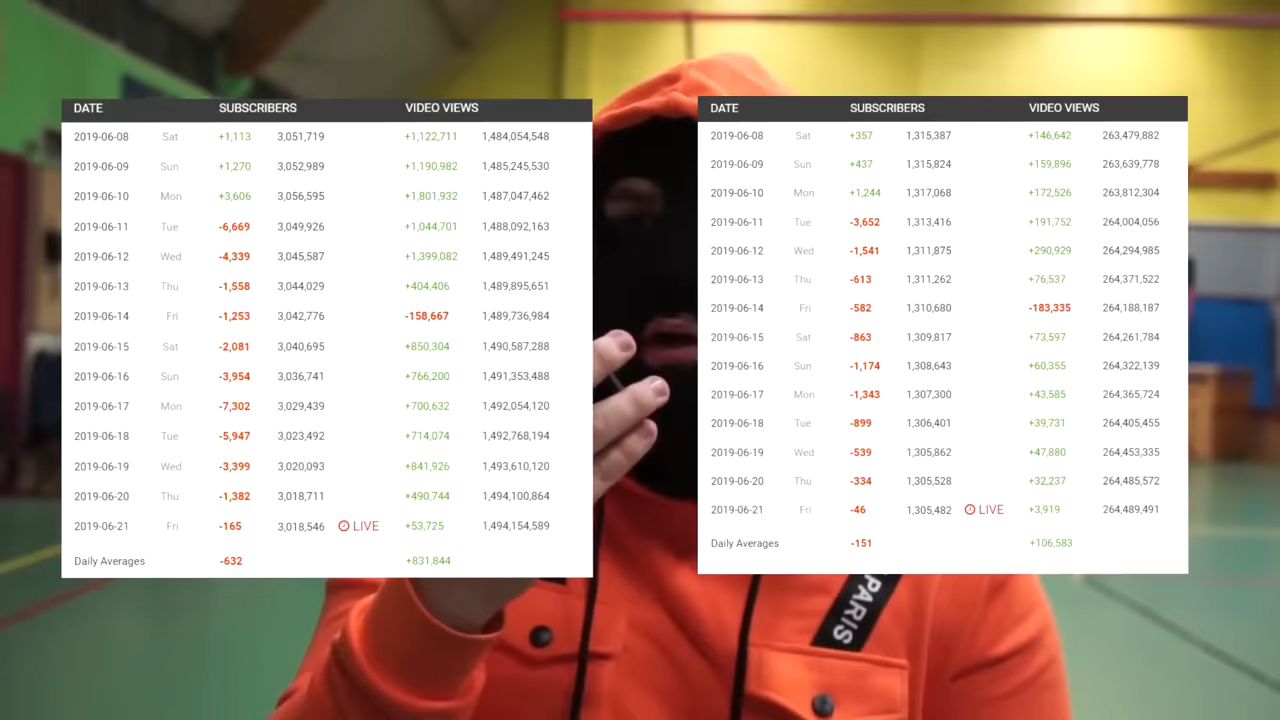 DATE SUBSCRIBERS VIDEO VIEWS
2019-06-08 Sat +1,113 3,051,719 +1,122,711 1,484,054,548
2019-06-09 Sun +1,270 3,052,989 +1,190,982 1,485,245,530
2019-06-10 Mon +3,606 3,056,595 +1,801,932 1,487,047,462
2019-06-11 Tue -6,669 3,049,926 +1,044,701 1,488,092,163
2019-06-12 Wed -4,339 3,045,587 +1,399,082 1,489,491,245
2019-06-13 Thu -1,558 3,044,029 +404,406 1,489,895,651
2019-06-14 Fri -1,253 3,042,776 -158,667 1,489,736,984
2019-06-15 Sat -2,081 3,040,695 +850,304 1,490,587,288
2019-06-16 Sun -3,954 3,036,741 +766,200 1,491,353,488
2019-06-17 Mon -7,302 3,029,439 +700,632 1,492,054,120
2019-06-18 Tue -5,947 3,023,492 +714,074 1,492,768,194
2019-06-19 Wed -3,399 3,020,093 +841,926 1,493,610,120
2019-06-20 Thu -1,382 3,018,711 +490,744 1,494,100,864
2019-06-21 Fri -165 3,018,546 LIVE +53,725 1,494,154,589
Daily Averages -632 +831,844
DATE SUBSCRIBERS VIDEO VIEWS
2019-06-08 Sat +357 1,315,387 +146,642 263,479,882
2019-06-09 Sun +437 1,315,824 +159,896 263,639,778
2019-06-10 Mon +1,244 1,317,068 +172,526 263,812,304
2019-06-11 Tue -3,652 1,313,416 +191,752 264,004,056
2019-06-12 Wed -1,541 1,311,875 +290,929 264,294,985
2019-06-13 Thu -613 1,311,262 +76,537 264,371,522
2019-06-14 Fri -582 1,310,680 -183,335 264,188,187
2019-06-15 Sat -863 1,309,817 +73,597 264,261,784
2019-06-16 Sun -1,174 1,308,643 +60,355 264,322,139
2019-06-17 Mon -1,343 1,307,300 +43,585 264,365,724
2019-06-18 Tue -899 1,306,401 +39,731 264,405,455
2019-06-19 Wed -539 1,305,862 +47,880 264,453,335
2019-06-20 Thu -334 1,305,528 +32,237 264,485,572
2019-06-21 Fri -46 1,305,482 LIVE +3,919 264,489,491
Daily Averages -151 +106,583
PARIS